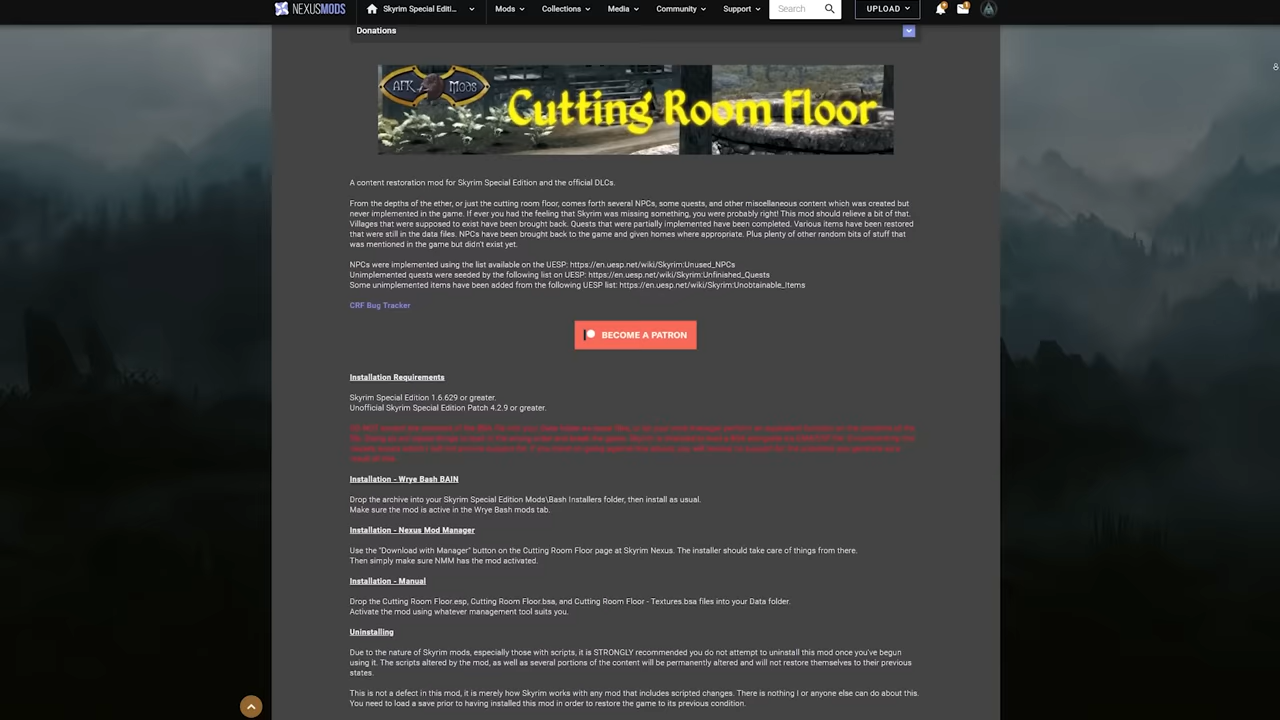 NEXUSMODS
Skyrim Special Editi...
Mods
Collections
Media
Community
Support
Search
UPLOAD
Donations
AFK MODS
Cutting Room Floor
A content restoration mod for Skyrim Special Edition and the official DLCs.
From the depths of the ether, or just the cutting room floor, comes forth several NPCs, some quests, and other miscellaneous content which was created but
never implemented in the game. If ever you had the feeling that Skyrim was missing something, you were probably right! This mod should relieve a bit of that.
Villages that were supposed to exist have been brought back. Quests that were partially implemented have been completed. Various items have been restored
that were still in the data files. NPCs have been brought back to the game and given homes where appropriate. Plus plenty of other random bits of stuff that
was mentioned in the game but didn't exist yet.
NPCs were implemented using the list available on the UESP: https://en.uesp.net/wiki/Skyrim:Unused_NPCs
Unimplemented quests were seeded by the following list on UESP: https://en.uesp.net/wiki/Skyrim:Unfinished_Quests
Some unimplemented items have been added from the following UESP list: https://en.uesp.net/wiki/Skyrim:Unobtainable_Items
CRF Bug Tracker
BECOME A PATRON
Installation Requirements
Skyrim Special Edition 1.6.629 or greater.
Unofficial Skyrim Special Edition Patch 4.2.9 or greater.
Installation - Wrye Bash BAIN
Drop the archive into your Skyrim Special Edition Mods\Bash Installers folder, then install as usual.
Make sure the mod is active in the Wrye Bash mods tab.
Installation - Nexus Mod Manager
Use the "Download with Manager" button on the Cutting Room Floor page at Skyrim Nexus. The installer should take care of things from there.
Then simply make sure NMM has the mod activated.
Installation - Manual
Drop the Cutting Room Floor.esp, Cutting Room Floor.bsa, and Cutting Room Floor - Textures.bsa files into your Data folder.
Activate the mod using whatever management tool suits you.
Uninstalling
Due to the nature of Skyrim mods, especially those with scripts, it is STRONGLY recommended you do not attempt to uninstall this mod once you've begun
using it. The scripts altered by the mod, as well as several portions of the content will be permanently altered and will not restore themselves to their previous
states.
This is not a defect in this mod, it is merely how Skyrim works with any mod that includes scripted changes. There is nothing I or anyone else can do about this.
You need to load a save prior to having installed this mod in order to restore the game to its previous condition.